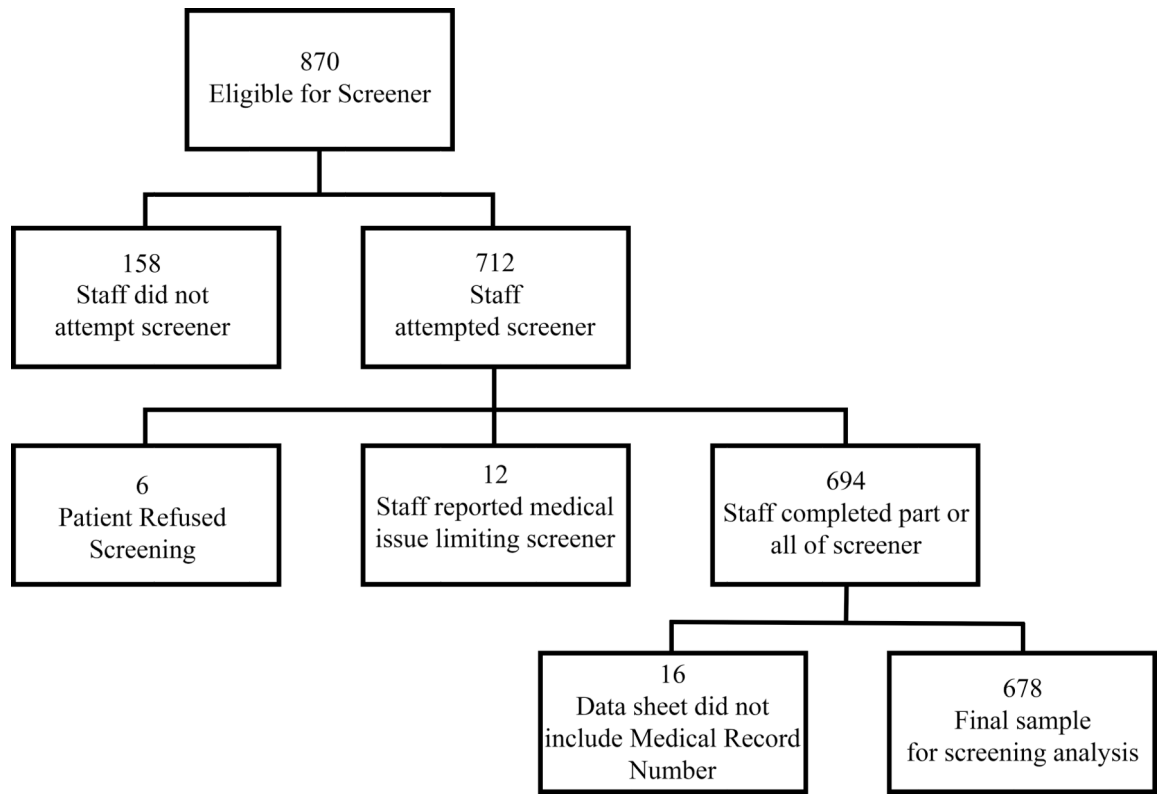 870
Eligible for Screener
158
Staff did not
attempt screener
712
Staff
attempted screener
6
Patient Refused
Screening
12
Staff reported medical
issue limiting screener
694
Staff completed part or
all of screener
16
Data sheet did not
include Medical Record
Number
678
Final sample
for screening analysis